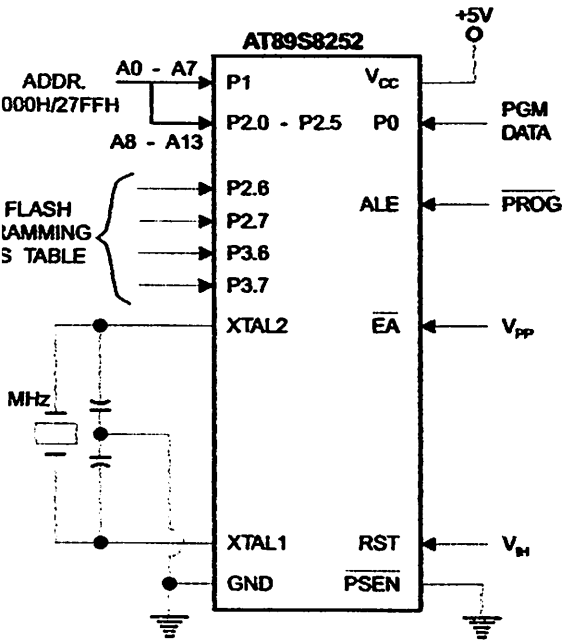 +5V
AT89S8252
A0 - A7
ADDR.
000H/27FFH
A8 - A13
P1
VCC
P2.0 - P2.5
P0
PGM
DATA
P2.6
P2.7
P3.6
P3.7
FLASH
RAMMING
S TABLE
ALE
PROG
XTAL2
EA
VPP
MHz
XTAL1
RST
VIH
GND
PSEN